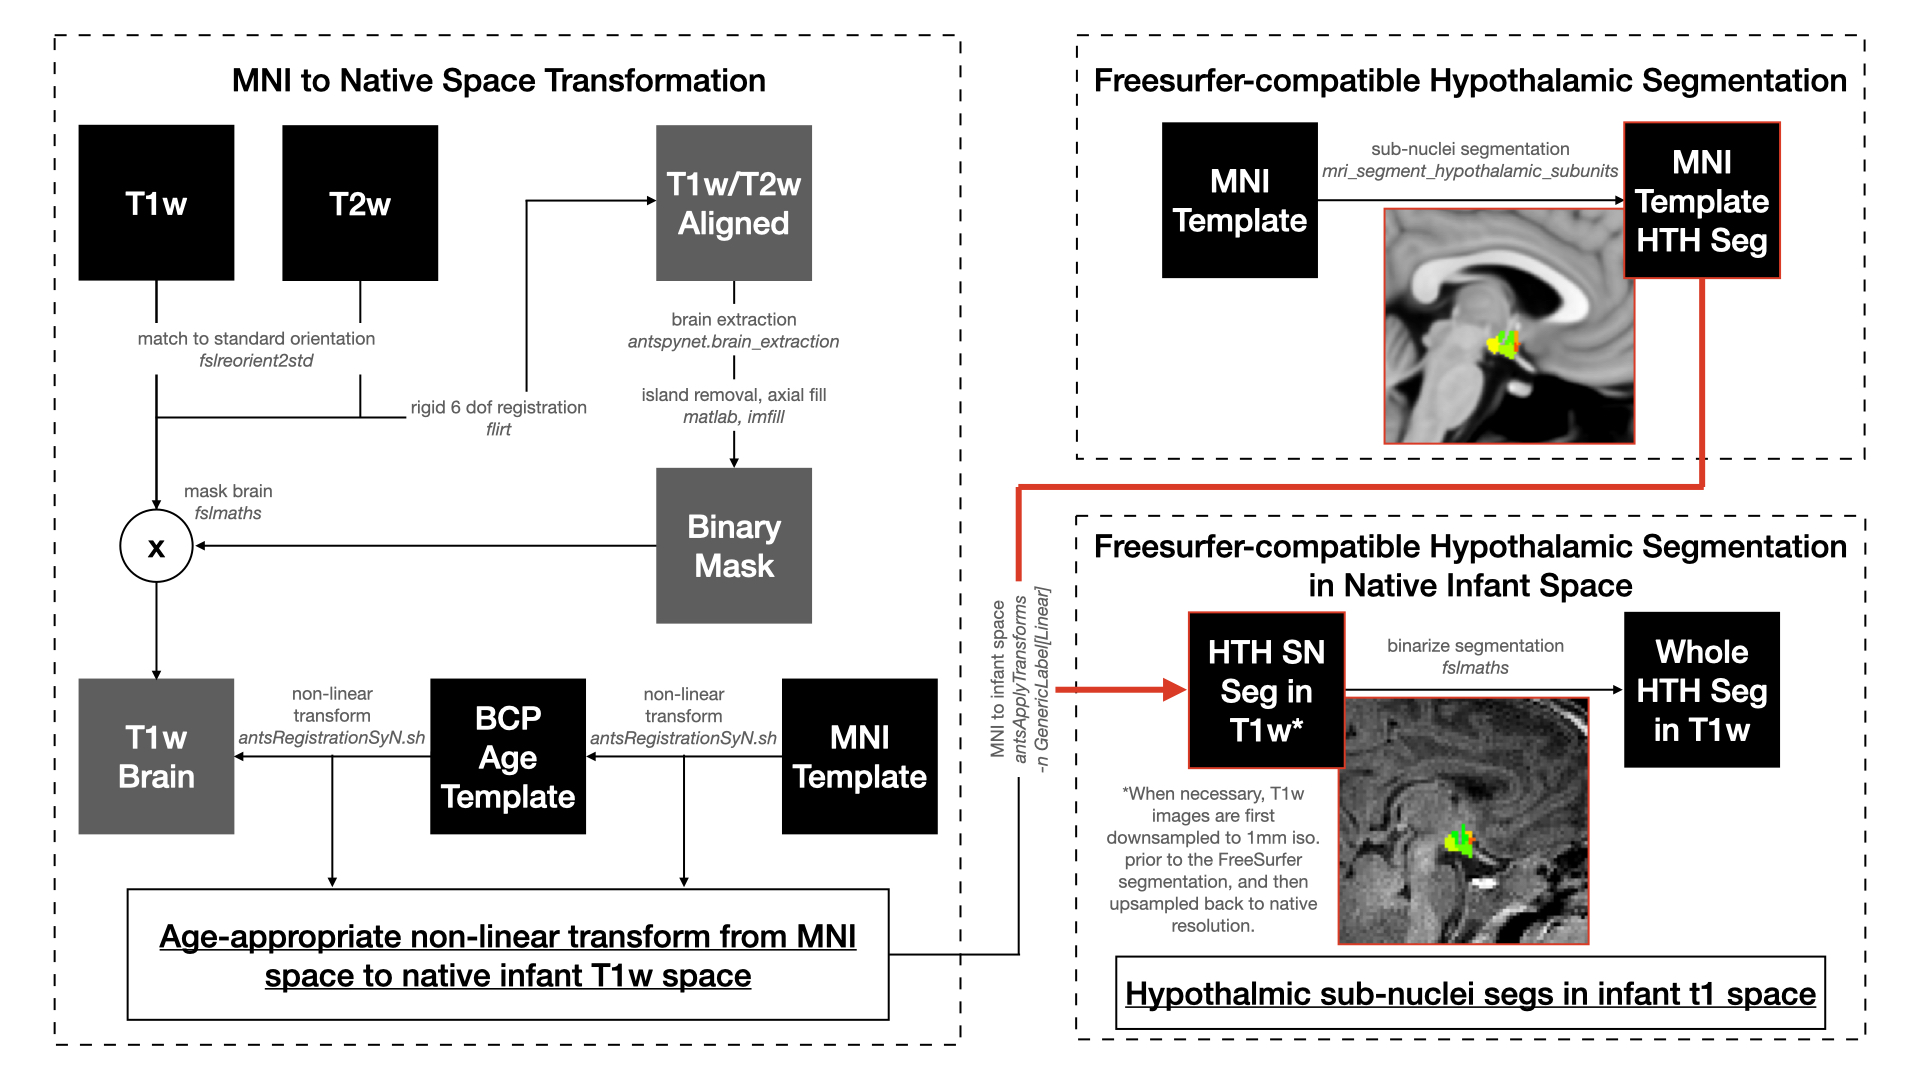 MNI to Native Space Transformation
T1w
T2w
T1w/T2w
Aligned
match to standard orientation
fslreorient2std
rigid 6 dof registration
flirt
brain extraction
antspynet.brain_extraction
island removal, axial fill
matlab, imfill
mask brain
fslmaths
x
Binary
Mask
T1w
Brain
non-linear
transform
antsRegistrationSyN.sh
BCP
Age
Template
non-linear
transform
antsRegistrationSyN.sh
MNI
Template
Age-appropriate non-linear transform from MNI
space to native infant T1w space
MNI to infant space
antsApplyTransforms
-n GenericLabel[Linear]
Freesurfer-compatible Hypothalamic Segmentation
MNI
Template
sub-nuclei segmentation
mri_segment_hypothalamic_subunits
MNI
Template
HTH Seg
Freesurfer-compatible Hypothalamic Segmentation
in Native Infant Space
HTH SN
Seg in
T1w*
binarize segmentation
fslmaths
Whole
HTH Seg
in T1w
*When necessary, T1w
images are first
downsampled to 1mm iso.
prior to the FreeSurfer
segmentation, and then
upsampled back to native
resolution.
Hypothalmic sub-nuclei segs in infant t1 space